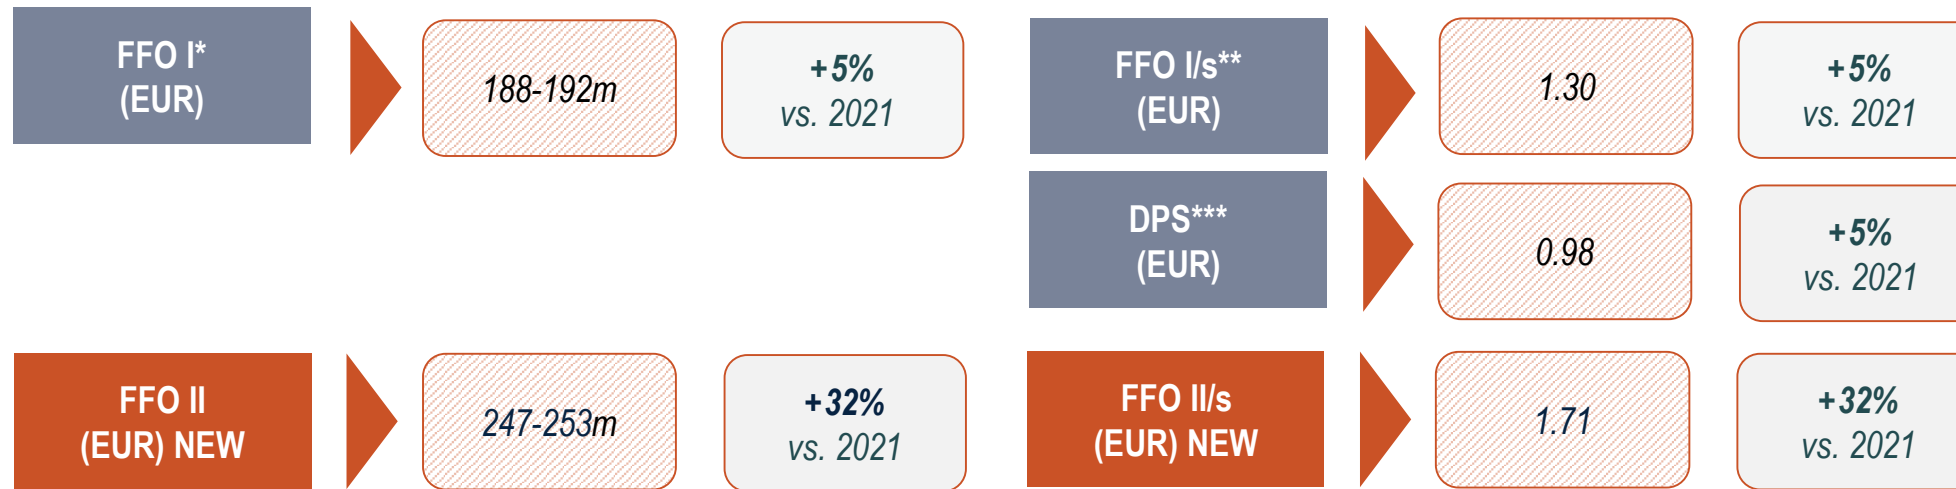 FFO I*
(EUR)
188-192m
+5%
vs. 2021
FFO I/s**
(EUR)
1.30
+5%
vs. 2021
DPS***
(EUR)
0.98
+5%
vs. 2021
FFO II
(EUR) NEW
247-253m
+32%
vs. 2021
FFO II/s
(EUR) NEW
1.71
+32%
vs. 2021